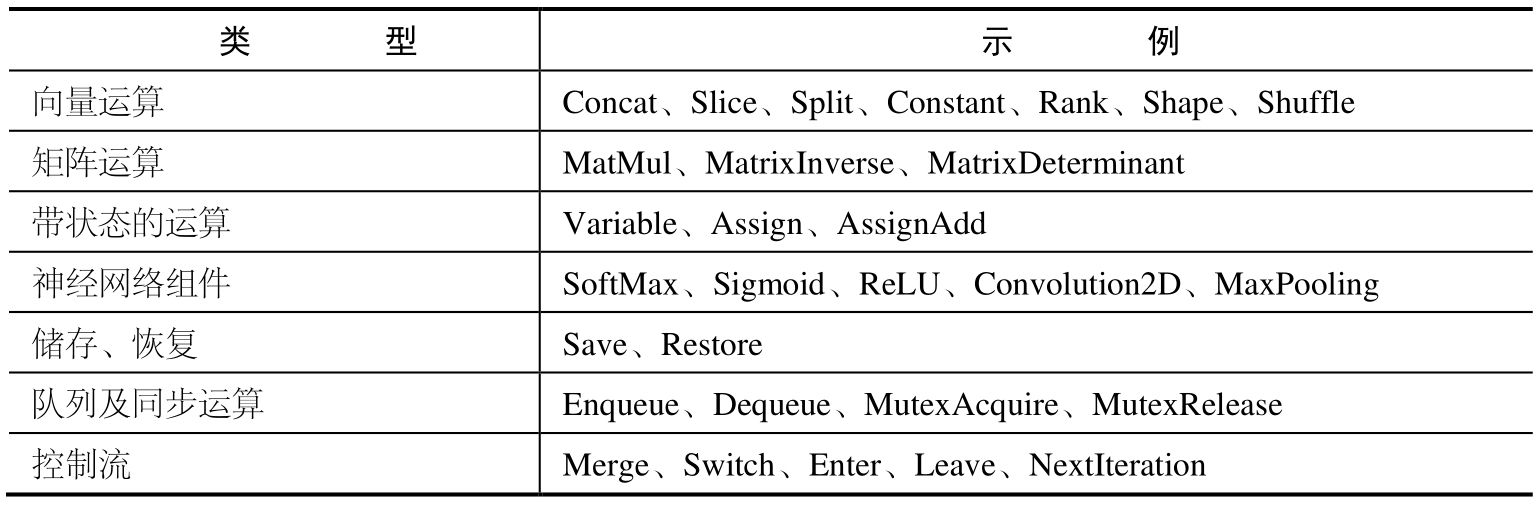 类 型 示 例
向量运算 Concat、Slice、Split、Constant、Rank、Shape、Shuffle
矩阵运算 MatMul、MatrixInverse、MatrixDeterminant
带状态的运算 Variable、Assign、AssignAdd
神经网络组件 SoftMax、Sigmoid、ReLU、Convolution2D、MaxPooling
储存、恢复 Save、Restore
队列及同步运算 Enqueue、Dequeue、MutexAcquire、MutexRelease
控制流 Merge、Switch、Enter、Leave、NextIteration